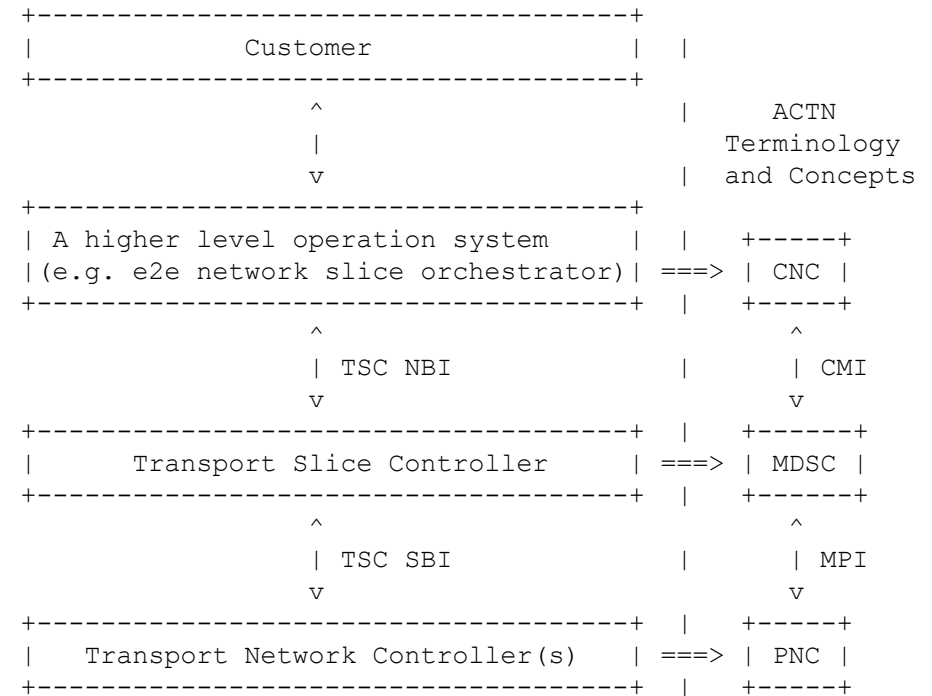 +-------------------------------------+
|             Customer                |  |
+-------------------------------------+
                  ^                      |     ACTN
                  |                         Terminology
                  v                      |  and Concepts
+-------------------------------------+
| A higher level operation system     |  |   +-----+
|(e.g. e2e network slice orchestrator)| ===> | CNC |
+-------------------------------------+  |   +-----+
                  ^                             ^
                  | TSC NBI              |      | CMI
                  v                             v
+-------------------------------------+  |   +------+
|      Transport Slice Controller     | ===> | MDSC |
+-------------------------------------+  |   +------+
                  ^                             ^
                  | TSC SBI              |      | MPI
                  v                             v
+-------------------------------------+  |   +-----+
|   Transport Network Controller(s)   | ===> | PNC |
+-------------------------------------+  |   +-----+